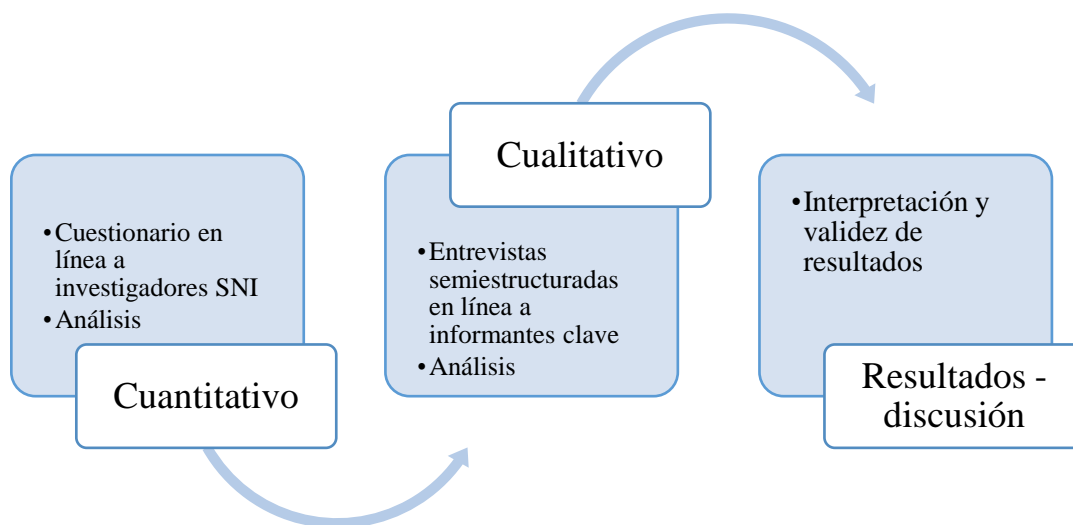 •Cuestionario en
línea a
investigadores SNI
•Análisis
Cuantitativo
Cualitativo
•Entrevistas
semiestructuradas
en línea a
informantes clave
•Análisis
•Interpretación y
validez de
resultados
Resultados -
discusión